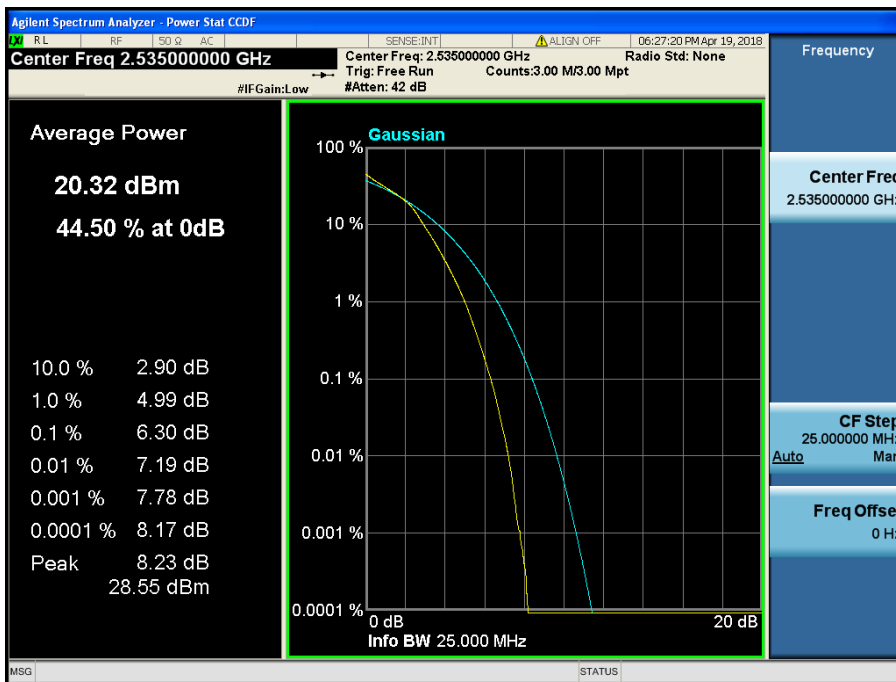 Agilent Spectrum Analyzer - Power Stat CCDF
LXI RL RF 50 Ω AC SENSE:INT ALIGN OFF 06:27:20 PM Apr 19, 2018
Center Freq 2.535000000 GHz
Center Freq: 2.535000000 GHz Radio Std: None
Trig: Free Run Counts:3.00 M/3.00 Mpt
#IFGain:Low #Atten: 42 dB
Frequency
Average Power
20.32 dBm
44.50 % at 0dB
10.0 % 2.90 dB
1.0 % 4.99 dB
0.1 % 6.30 dB
0.01 % 7.19 dB
0.001 % 7.78 dB
0.0001 % 8.17 dB
Peak 8.23 dB
28.55 dBm
Gaussian
100 %
10 %
1 %
0.1 %
0.01 %
0.001 %
0.0001 %
0 dB 20 dB
Info BW 25.000 MHz
Center Freq
2.535000000 GHz
CF Step
25.000000 MHz
Auto Man
Freq Offset
0 Hz
MSG STATUS